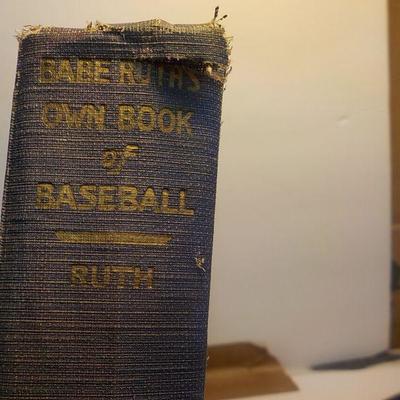 BABE RUTH'S
OWN BOOK
of
BASEBALL
RUTH